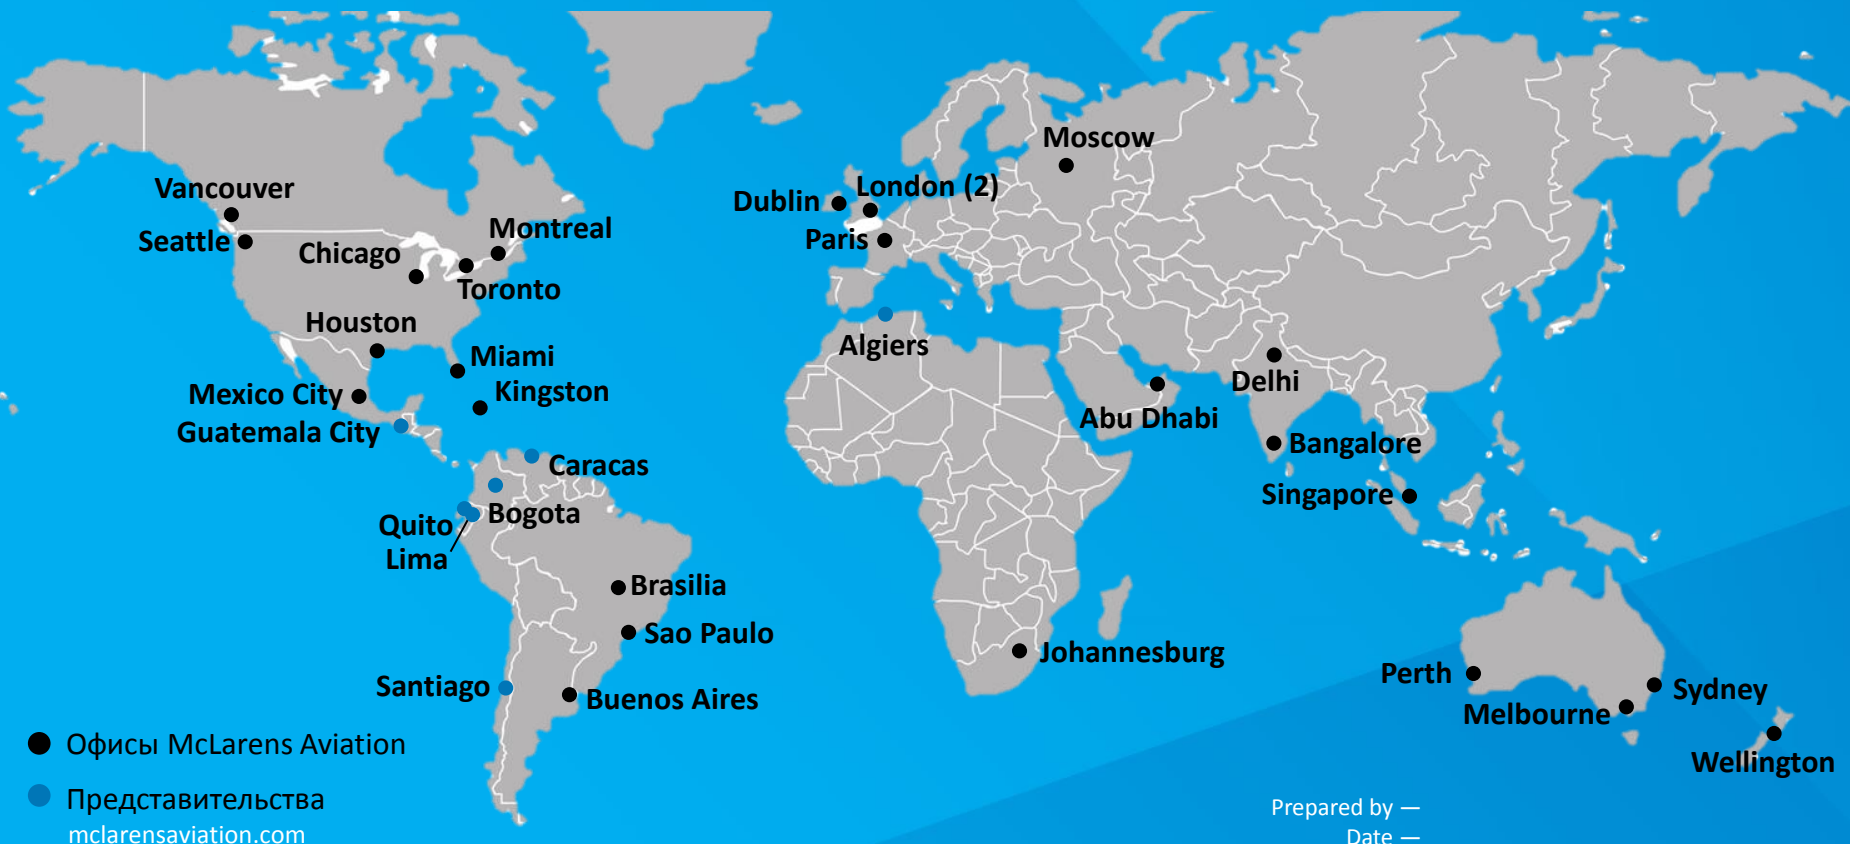 Moscow
Vancouver
London (2)
Dublin
Montreal
Seattle
Paris
Chicago
Toronto
Houston
Algiers
Miami
Delhi
Kingston
Mexico City
Abu Dhabi
Guatemala City
Bangalore
Caracas
Singapore
Bogota
Quito
Lima
Brasilia
Sao Paulo
Johannesburg
Perth
Santiago
Sydney
Buenos Aires
Melbourne
Офисы McLarens Aviation
Wellington
Представительства
mclarensaviation.com
Prepared by —
Date —